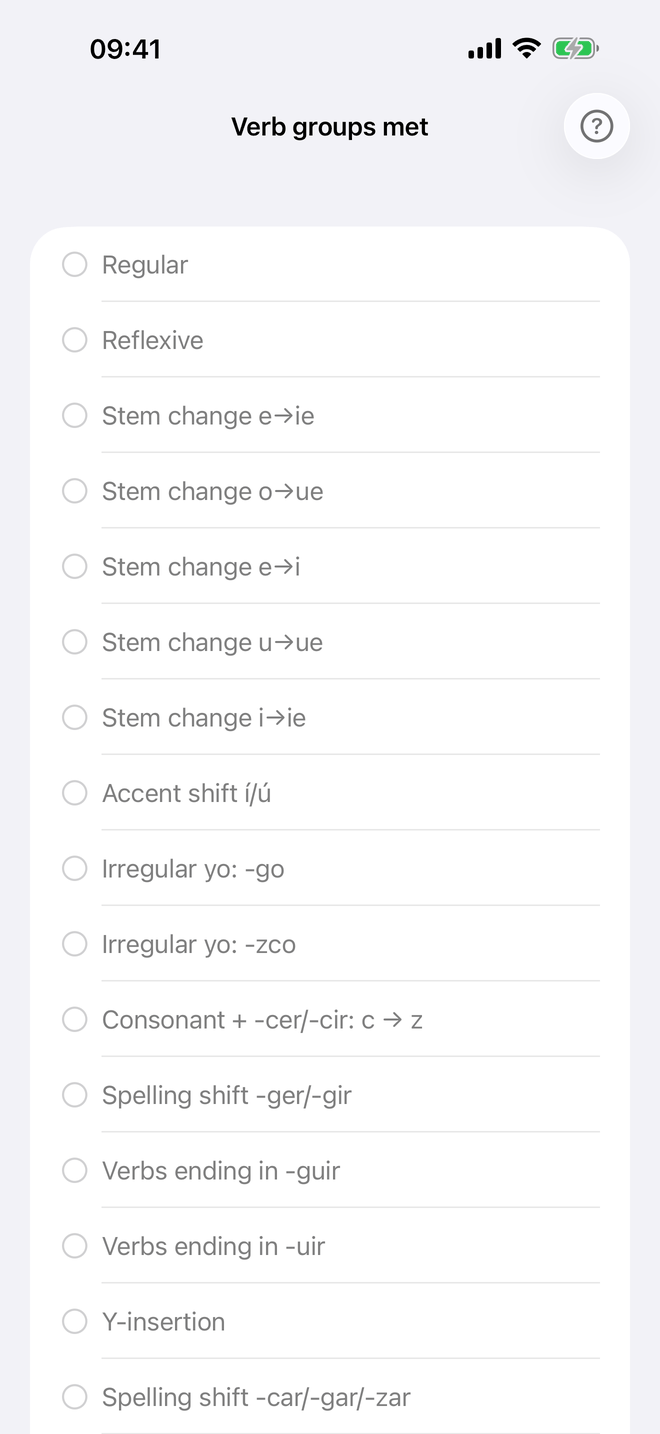 09:41
Verb groups met
?
Regular
Reflexive
Stem change e→ie
Stem change o→ue
Stem change e→i
Stem change u→ue
Stem change i→ie
Accent shift í/ú
Irregular yo: -go
Irregular yo: -zco
Consonant + -cer/-cir: c → z
Spelling shift -ger/-gir
Verbs ending in -guir
Verbs ending in -uir
Y-insertion
Spelling shift -car/-gar/-zar